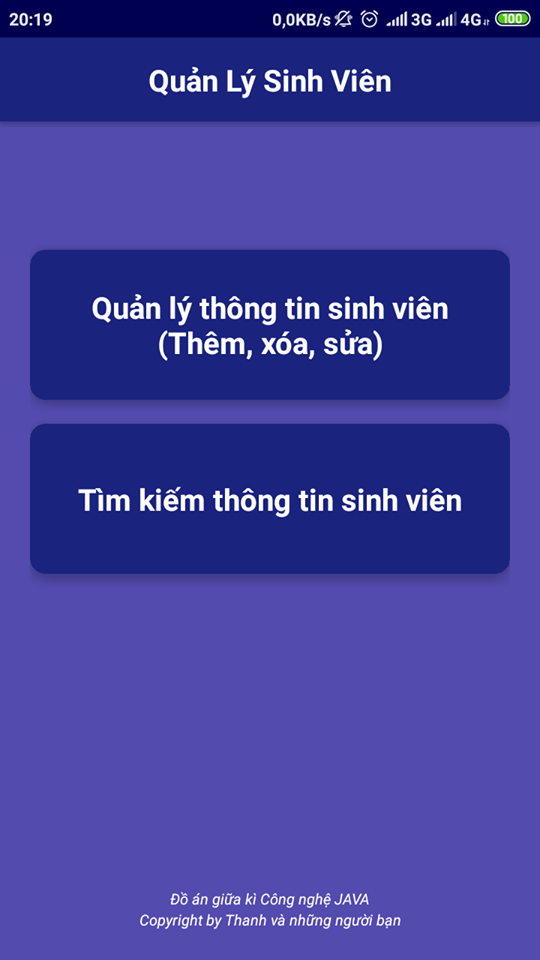 20:19 0,0KB/s 3G 4G 100
Quản Lý Sinh Viên
Quản lý thông tin sinh viên
(Thêm, xóa, sửa)
Tìm kiếm thông tin sinh viên
Đồ án giữa kì Công nghệ JAVA
Copyright by Thanh và những người bạn